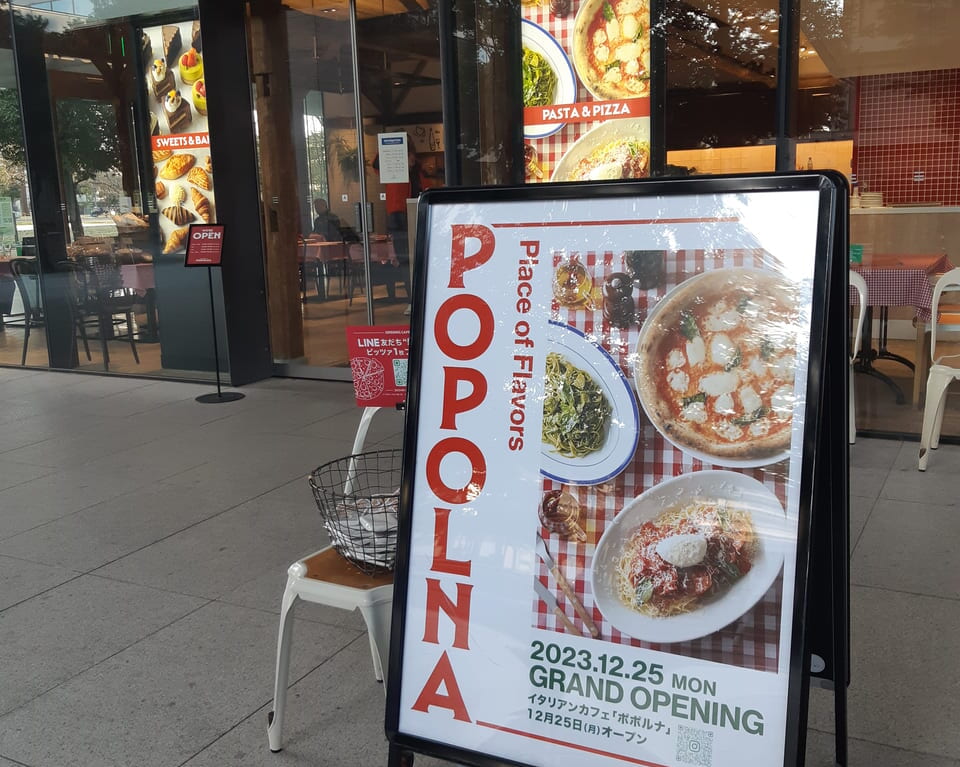 SWEETS & BA
PASTA & PIZZA
OPEN
LINE友だち
ピッツァ1
POPOLNA
Piace of Flavors
2023.12.25 MON
GRAND OPENING
イタリアンカフェ「ポポルナ」
12月25日(月)オープン